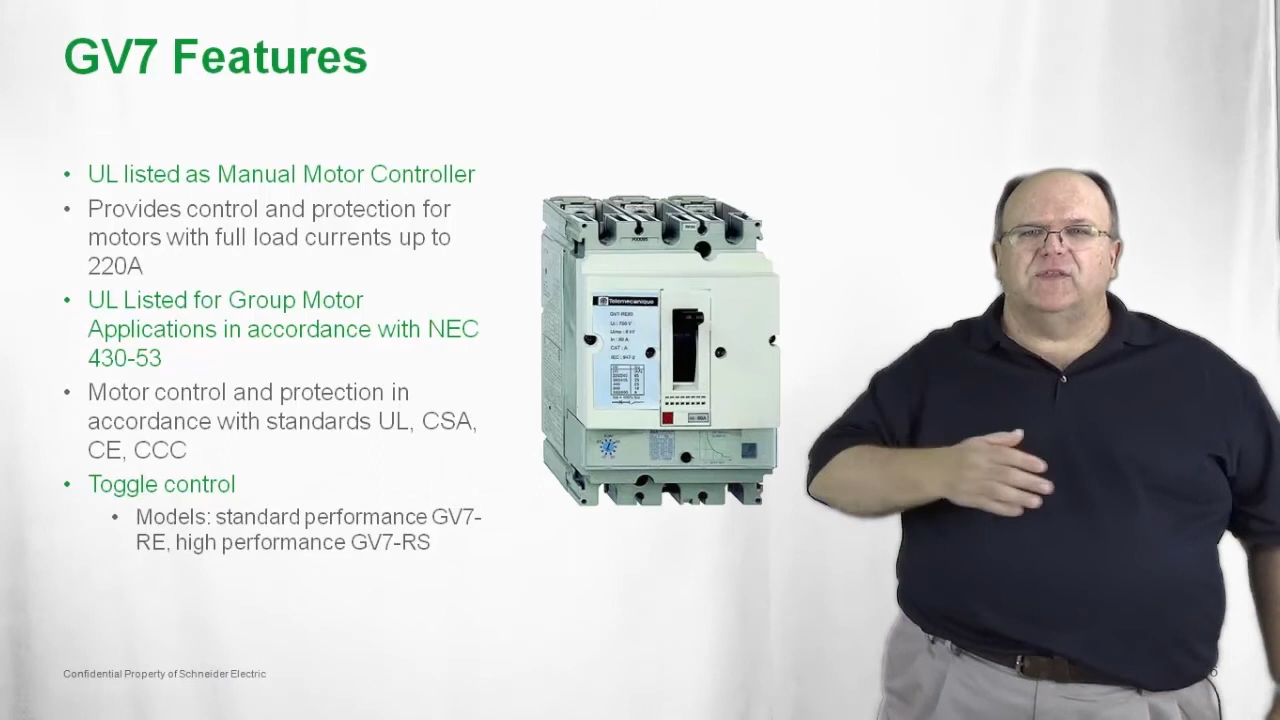 GV7 Features
• UL listed as Manual Motor Controller
• Provides control and protection for
motors with full load currents up to
220A
• UL Listed for Group Motor
Applications in accordance with NEC
430-53
• Motor control and protection in
accordance with standards UL, CSA,
CE, CCC
• Toggle control
• Models: standard performance GV7-
RE, high performance GV7-RS
Telemecanique
Confidential Property of Schneider Electric